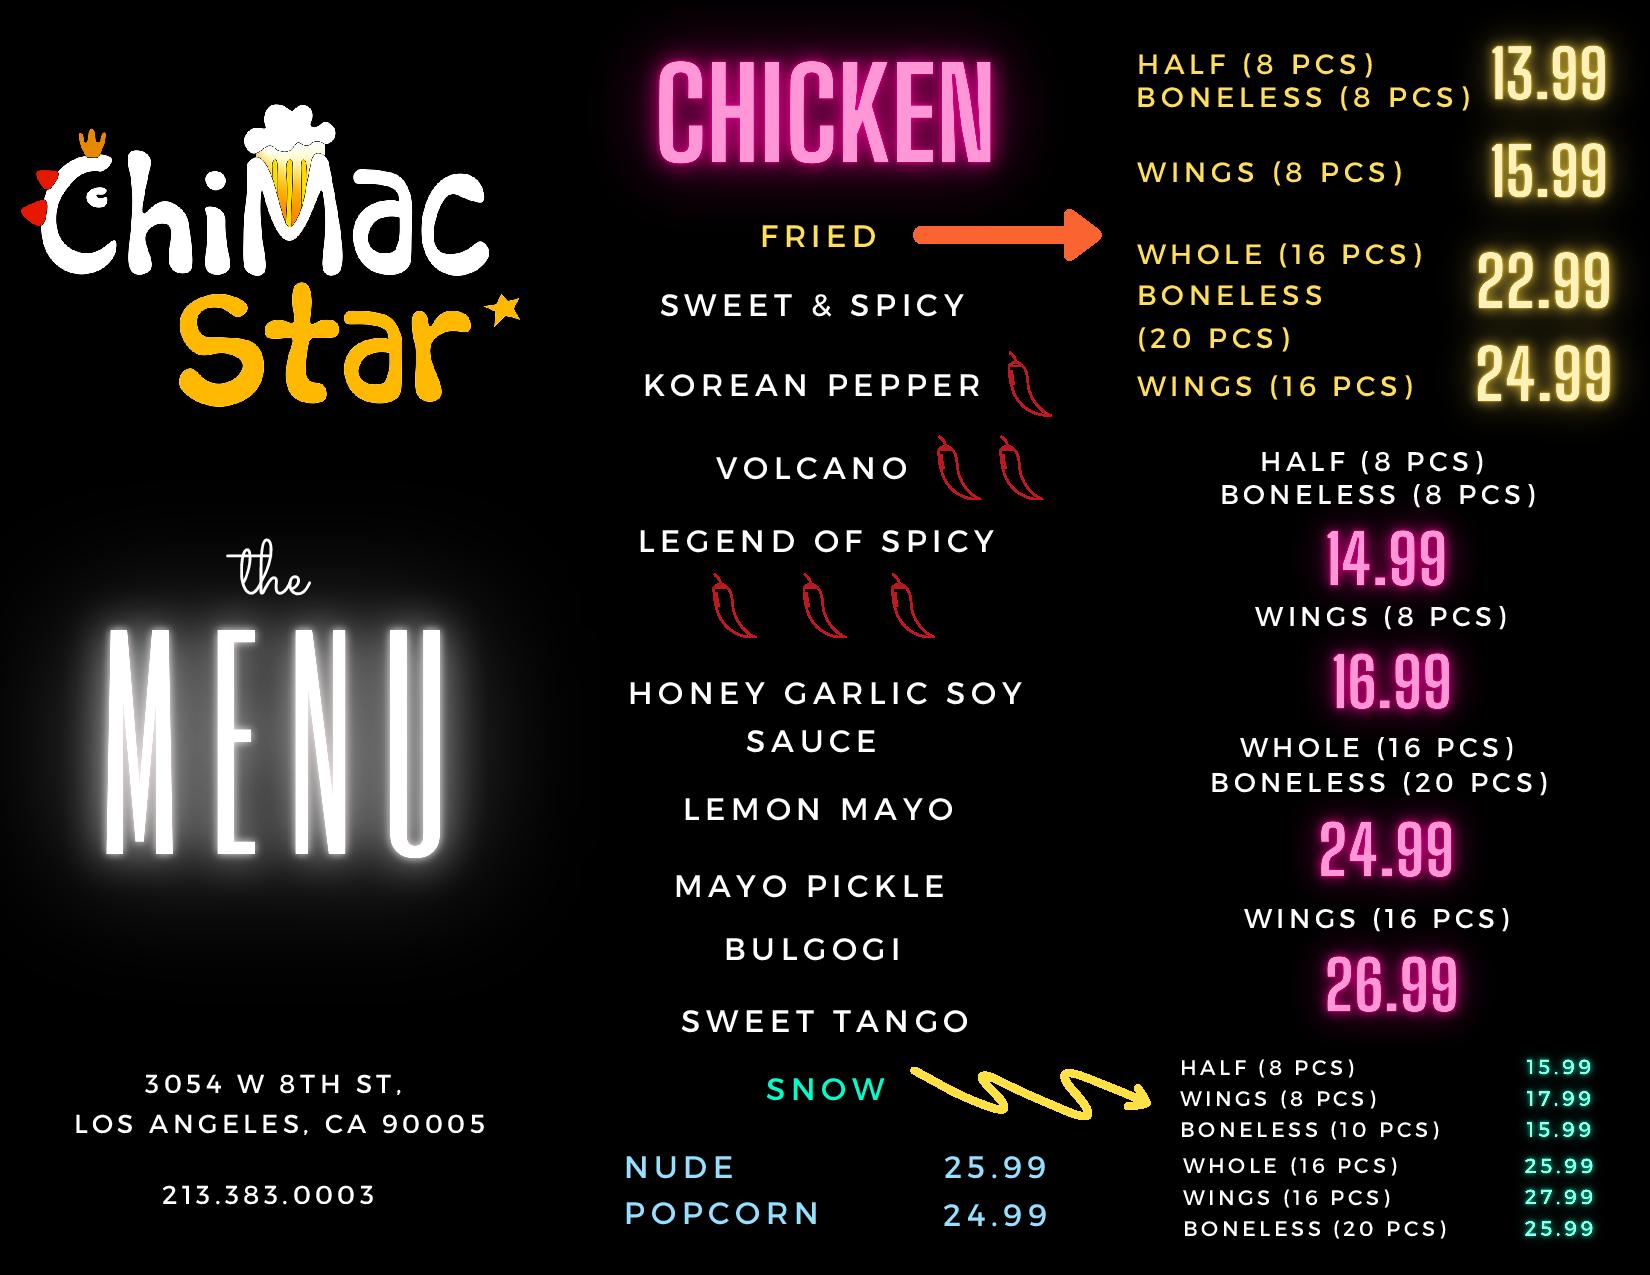 ChiMac
Star
the
MENU
3054 W 8TH ST,
LOS ANGELES, CA 90005
213.383.0003
CHICKEN
FRIED
SWEET & SPICY
KOREAN PEPPER
VOLCANO
LEGEND OF SPICY
HONEY GARLIC SOY
SAUCE
LEMON MAYO
MAYO PICKLE
BULGOGI
SWEET TANGO
SNOW
NUDE 25.99
POPCORN 24.99
HALF (8 PCS)
BONELESS (8 PCS) 13.99
WINGS (8 PCS) 15.99
WHOLE (16 PCS)
BONELESS 22.99
(20 PCS)
WINGS (16 PCS) 24.99
HALF (8 PCS)
BONELESS (8 PCS)
14.99
WINGS (8 PCS)
16.99
WHOLE (16 PCS)
BONELESS (20 PCS)
24.99
WINGS (16 PCS)
26.99
HALF (8 PCS) 15.99
WINGS (8 PCS) 17.99
BONELESS (10 PCS) 15.99
WHOLE (16 PCS) 25.99
WINGS (16 PCS) 27.99
BONELESS (20 PCS) 25.99